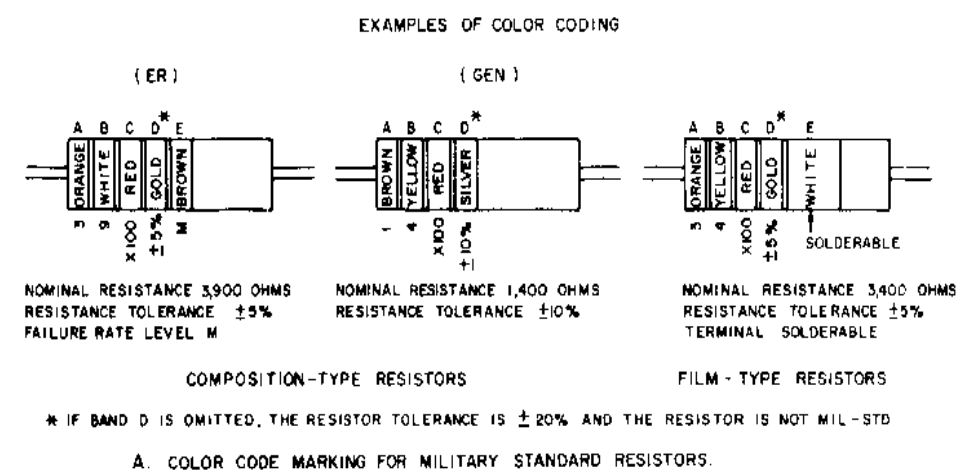 EXAMPLES OF COLOR CODING
(ER) (GEN)
A B C D* E
ORANGE WHITE RED GOLD BROWN
3 9 X100 ±5% M
A B C D*
BROWN YELLOW RED SILVER
1 4 X100 ±10%
A B C D* E
ORANGE YELLOW RED GOLD WHITE
3 4 X100 ±5% SOLDERABLE
NOMINAL RESISTANCE 3,900 OHMS
RESISTANCE TOLERANCE ±5%
FAILURE RATE LEVEL M
NOMINAL RESISTANCE 1,400 OHMS
RESISTANCE TOLERANCE ±10%
NOMINAL RESISTANCE 3,400 OHMS
RESISTANCE TOLERANCE ±5%
TERMINAL SOLDERABLE
COMPOSITION-TYPE RESISTORS
FILM-TYPE RESISTORS
* IF BAND D IS OMITTED, THE RESISTOR TOLERANCE IS ±20% AND THE RESISTOR IS NOT MIL-STD
A. COLOR CODE MARKING FOR MILITARY STANDARD RESISTORS.